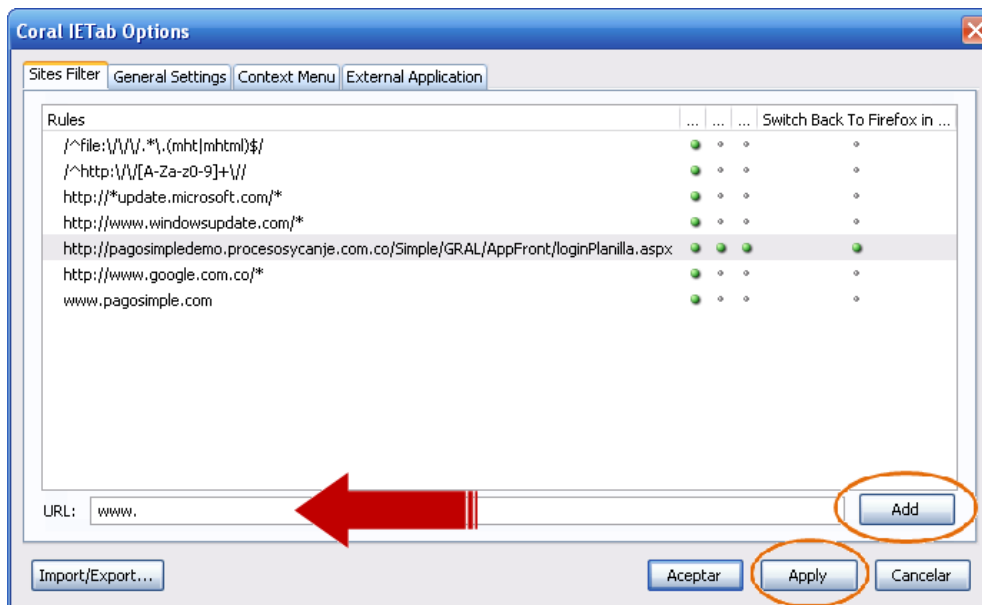 Coral IETab Options
Sites Filter General Settings Context Menu External Application
Rules ... ... ... Switch Back To Firefox in ...
/^file:\/\/\/.*\.(mht|mhtml)$/
/^http:\/\/[A-Za-z0-9]+\//
http://*update.microsoft.com/*
http://www.windowsupdate.com/*
http://pagosimpledemo.procesosycanje.com.co/Simple/GRAL/AppFront/loginPlanilla.aspx
http://www.google.com.co/*
www.pagosimple.com
URL: www. Add
Import/Export... Aceptar Apply Cancelar